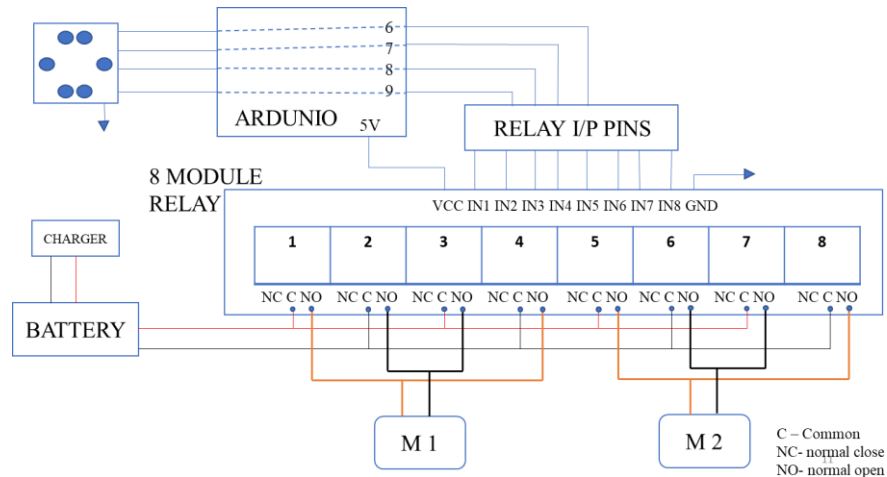 6
7
8
9
ARDUNIO
5V
RELAY I/P PINS
8 MODULE
RELAY
VCC IN1 IN2 IN3 IN4 IN5 IN6 IN7 IN8 GND
CHARGER
1 2 3 4 5 6 7 8
NC C NO NC C NO NC C NO NC C NO NC C NO NC C NO NC C NO NC C NO
BATTERY
M 1
M 2
C – Common
NC- normal close
11
NO- normal open